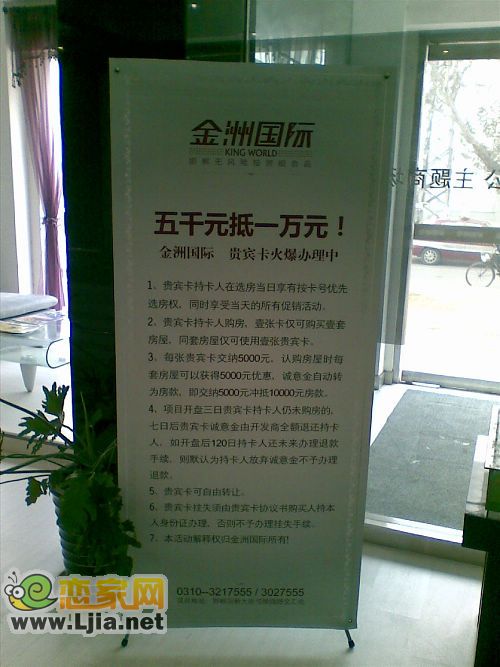 金洲国际
KING WORLD
五千元抵一万元！
金洲国际 贵宾卡火爆办理中
1、贵宾卡持卡人在选房当日享有按卡号优先
选房权，同时享受当天的所有促销活动。
2、贵宾卡持卡人购房，壹张卡仅可购买壹套
房屋，同套房屋仅可使用壹张贵宾卡。
3、每张贵宾卡交纳5000元，认购房屋时每
套房屋可以获得5000元优惠，诚意金自动转
为房款，即交纳5000元冲抵10000元房款。
4、项目开盘三日贵宾卡持卡人仍未购房的，
七日后贵宾卡诚意金由开发商全额退还持卡
人，如开盘后120日持卡人还未来办理退款
手续，则默认为持卡人放弃诚意金不予办理
退款。
5、贵宾卡可自由转让。
6、贵宾卡挂失须由贵宾卡协议书购买人持本
人身份证办理，否则不予办理挂失手续。
7、本活动解释权归金洲国际所有！
0310--3217555 / 3027555
恋家网
www.Ljia.net